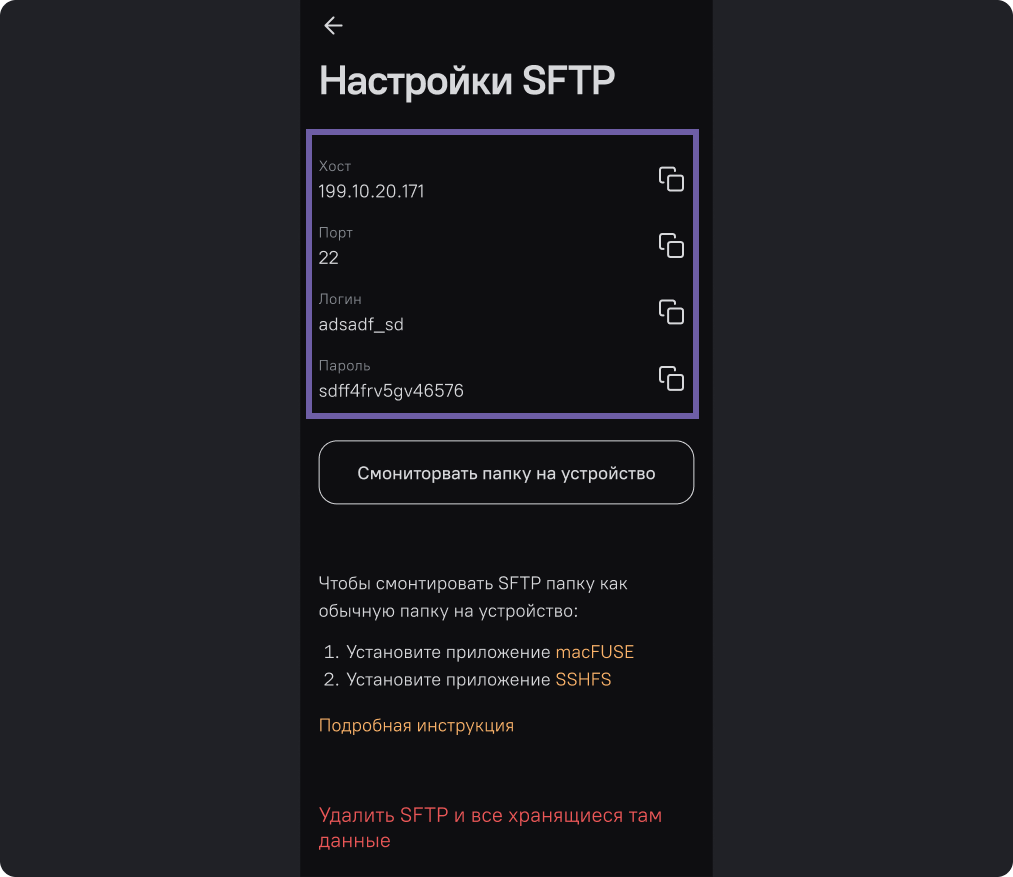 Настройки SFTP
Хост
199.10.20.171
Порт
22
Логин
adsadf_sd
Пароль
sdff4frv5gv46576
Смониторвать папку на устройство
Чтобы смонтировать SFTP папку как
обычную папку на устройство:
1. Установите приложение macFUSE
2. Установите приложение SSHFS
Подробная инструкция
Удалить SFTP и все хранящиеся там
данные